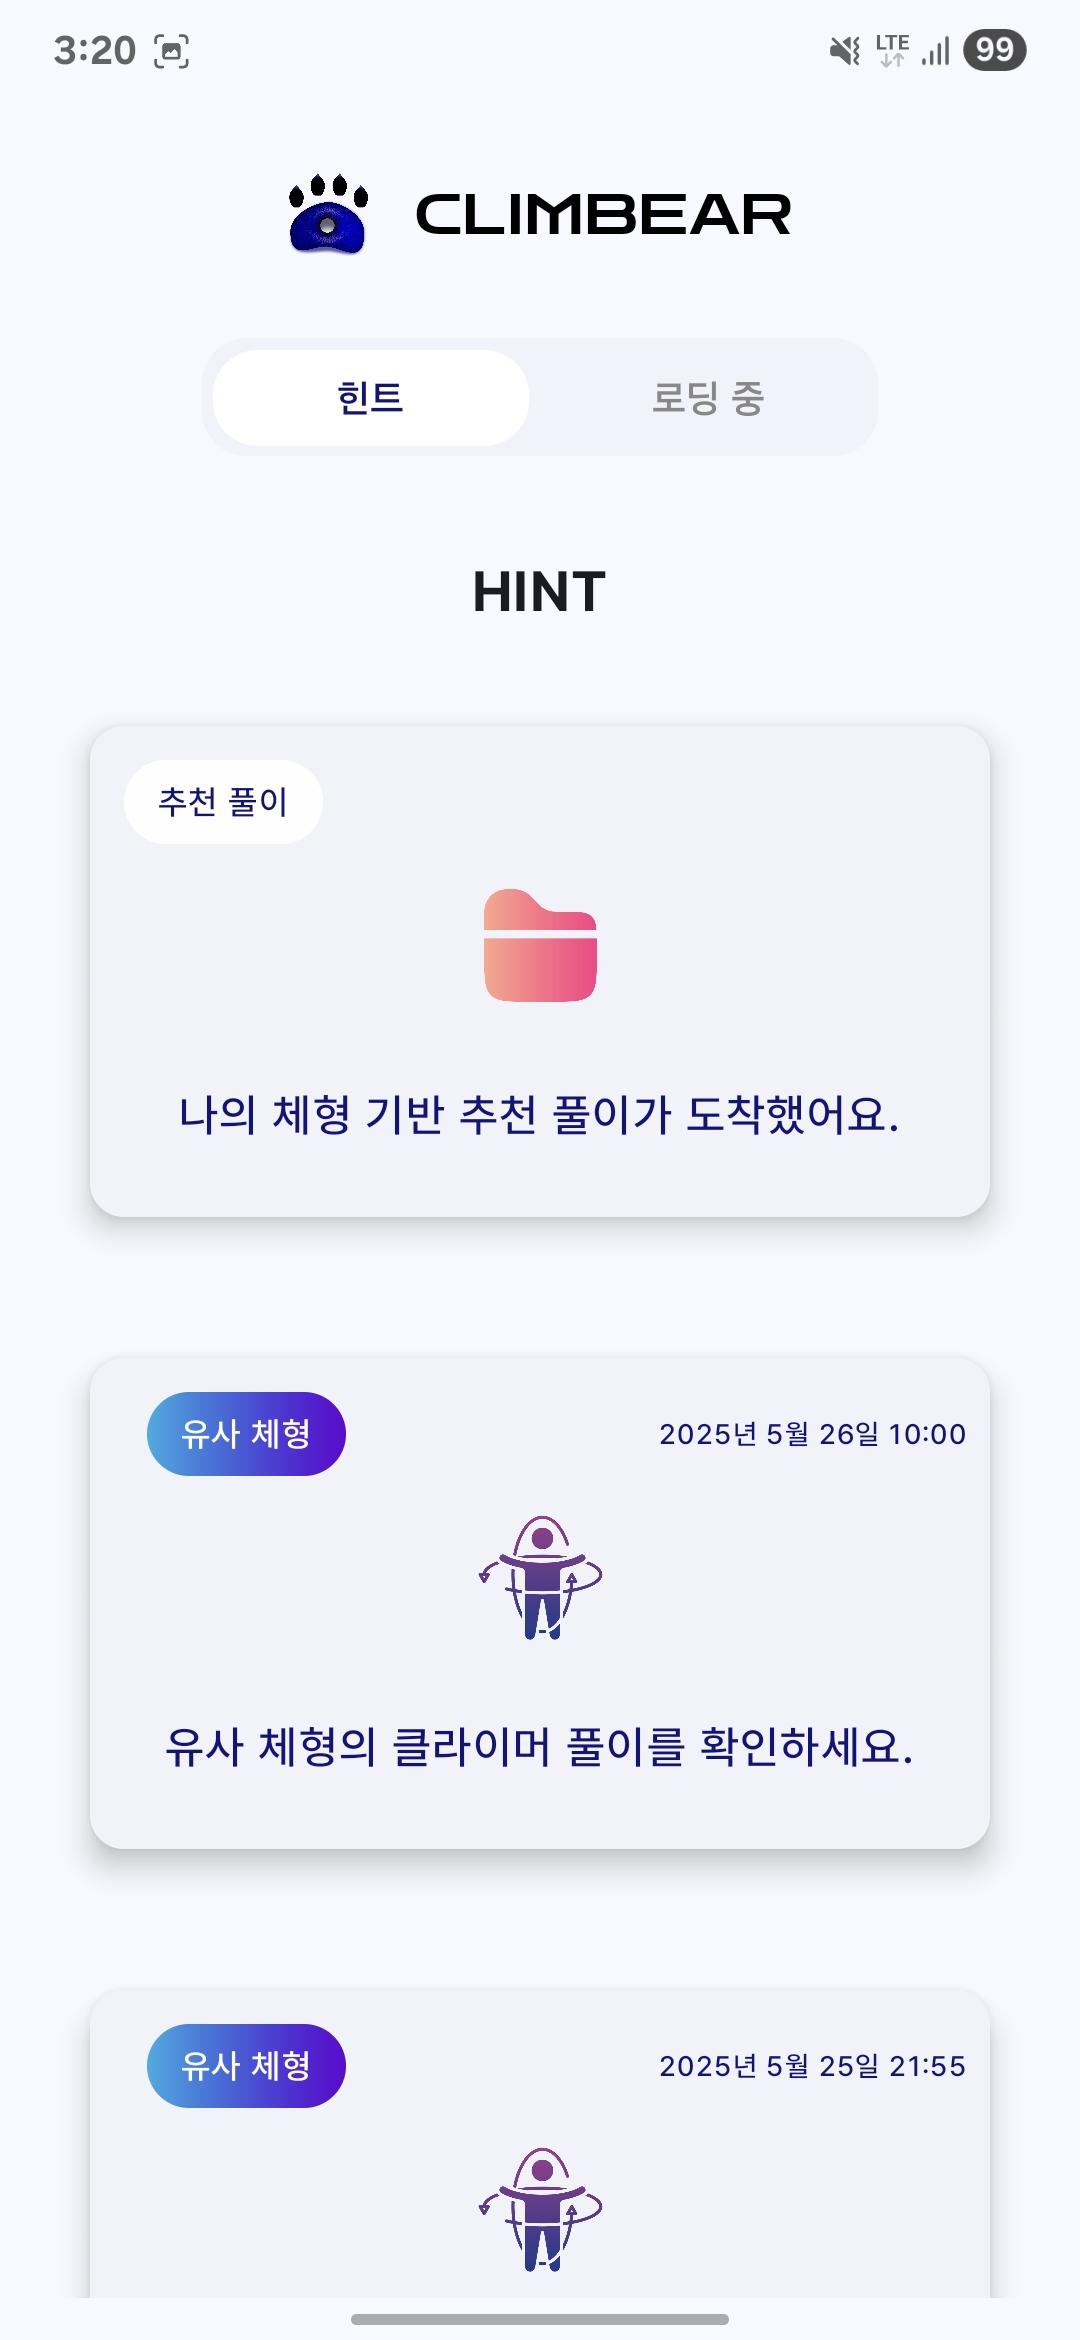 3:20
LTE
99
CLIMBEAR
힌트
로딩 중
HINT
추천 풀이
나의 체형 기반 추천 풀이가 도착했어요.
유사 체형
2025년 5월 26일 10:00
유사 체형의 클라이머 풀이를 확인하세요.
유사 체형
2025년 5월 25일 21:55